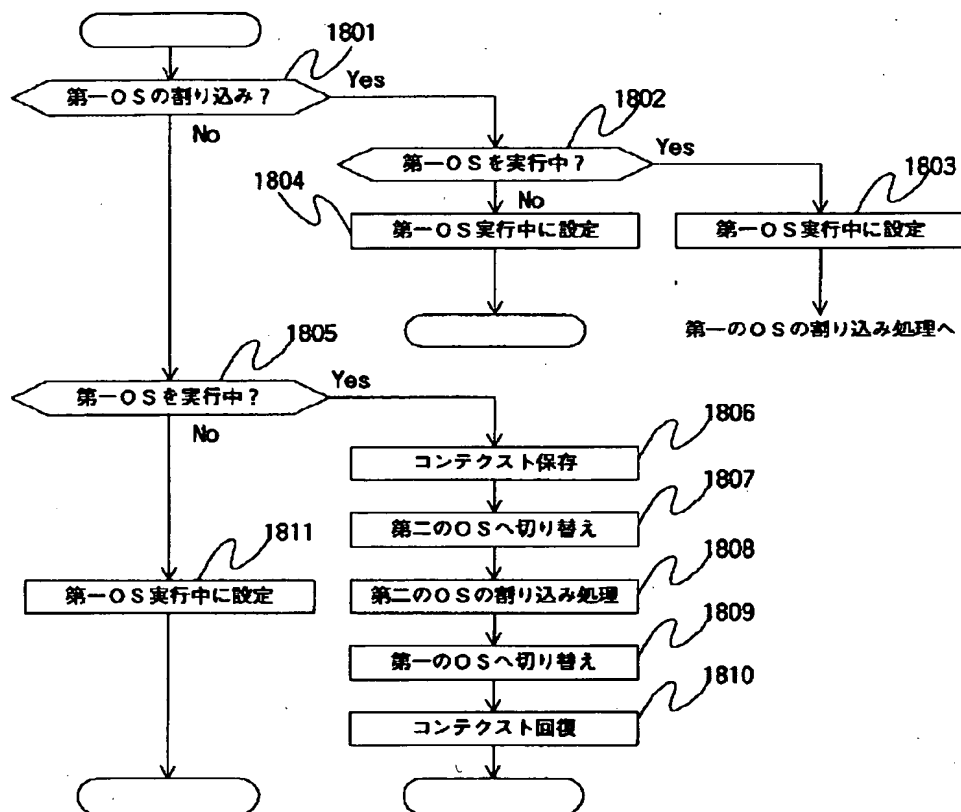 1801
第一OSの割り込み?
Yes
No
1802
第一OSを実行中?
Yes
No
1804
1803
第一OS実行中に設定
第一OS実行中に設定
第一のOSの割り込み処理へ
1805
第一OSを実行中?
Yes
No
1806
コンテクスト保存
1807
第二のOSへ切り替え
1811
第一OS実行中に設定
1808
第二のOSの割り込み処理
1809
第一のOSへ切り替え
1810
コンテクスト回復